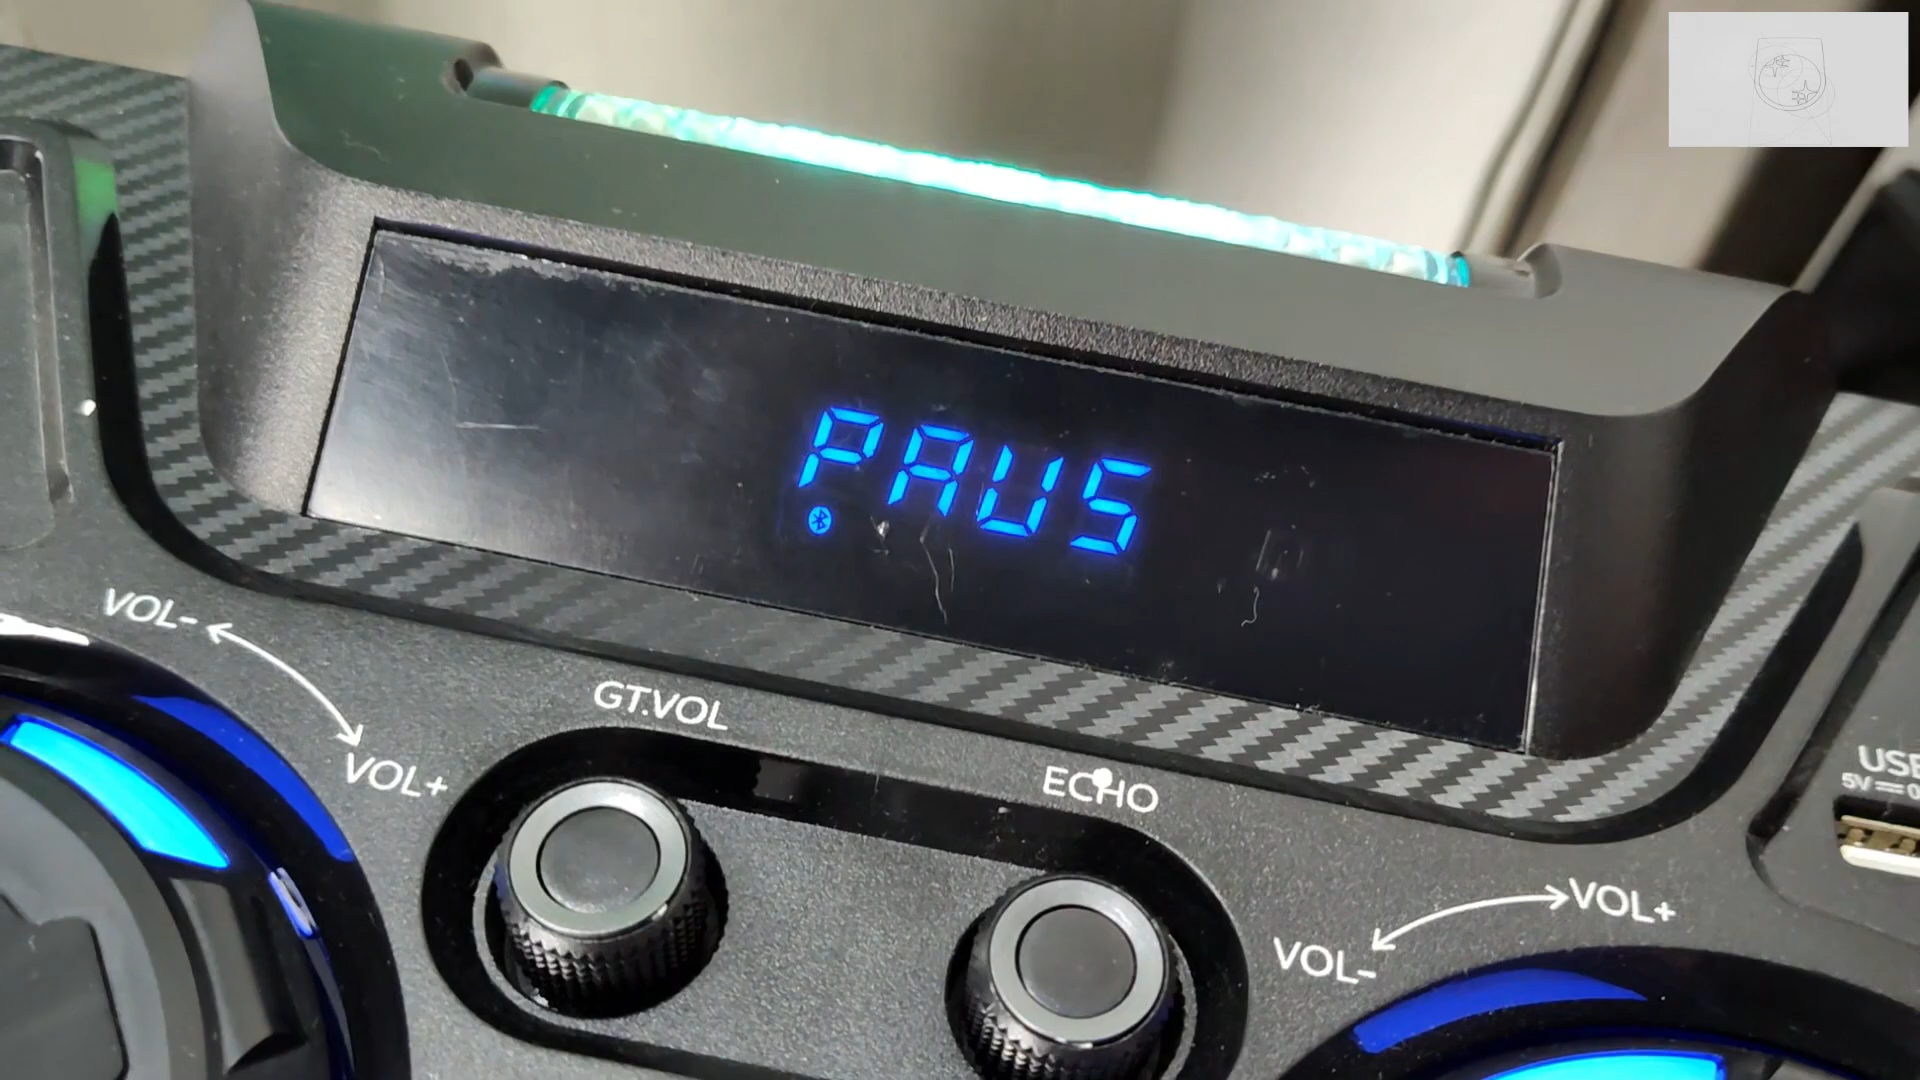 PAUS
VOL-
VOL+
GT.VOL
ECHO
USB
5V
VOL+
VOL-